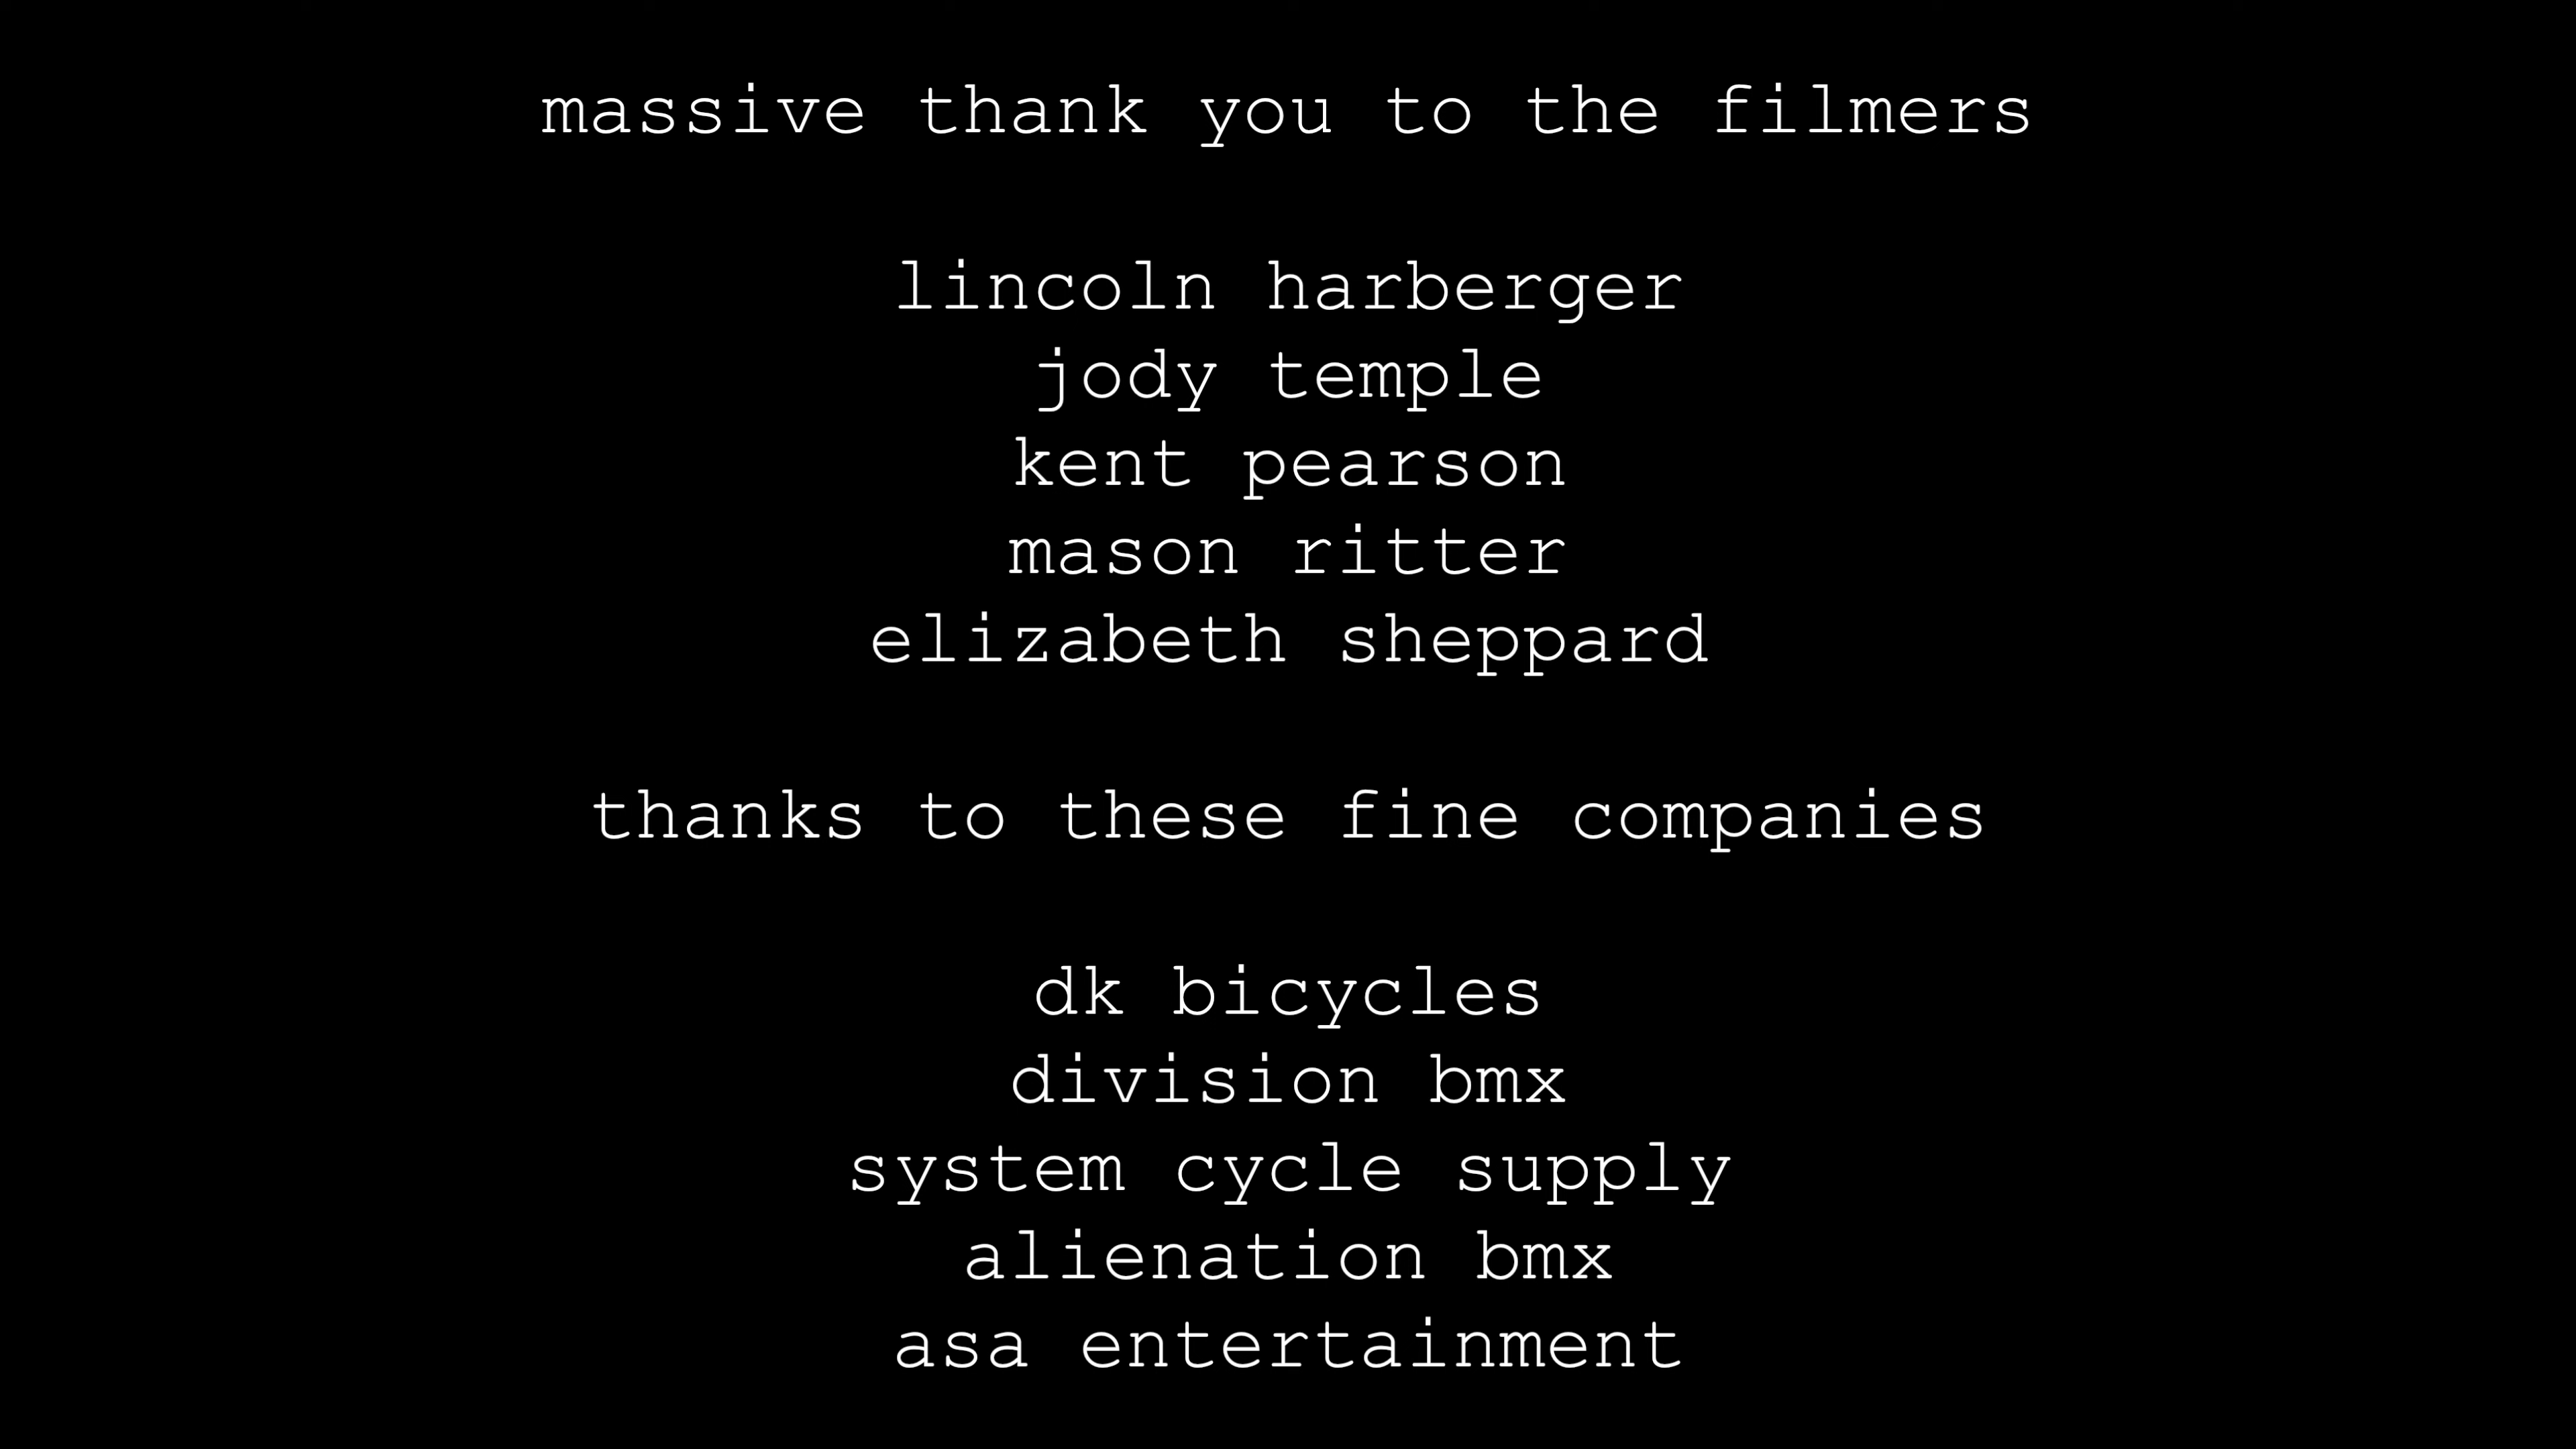 massive thank you to the filmers
lincoln harberger
jody temple
kent pearson
mason ritter
elizabeth sheppard
thanks to these fine companies
dk bicycles
division bmx
system cycle supply
alienation bmx
asa entertainment